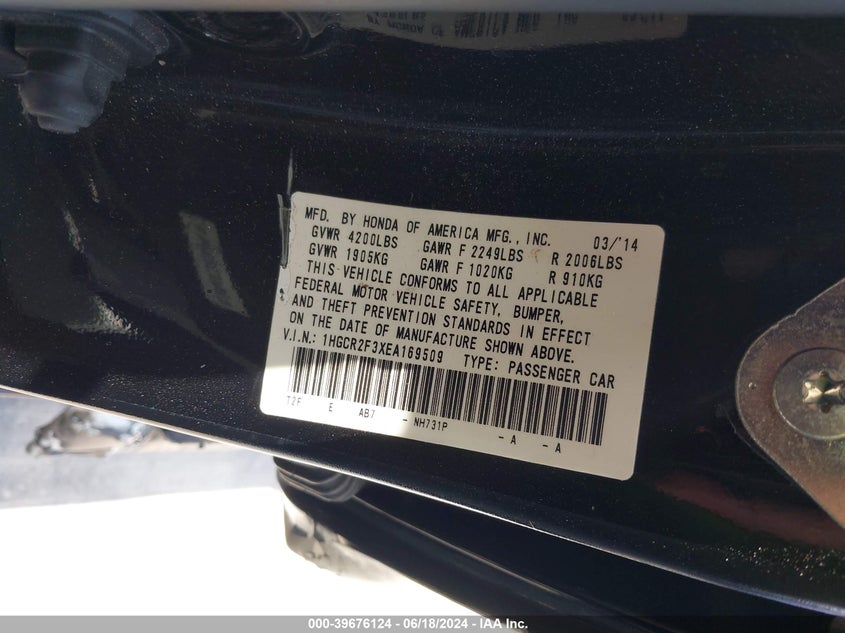 MFD. BY HONDA OF AMERICA MFG., INC. 03/'14
GVWR 4200LBS GAWR F 2249LBS R 2006LBS
GVWR 1905KG GAWR F 1020KG R 910KG
THIS VEHICLE CONFORMS TO ALL APPLICABLE
FEDERAL MOTOR VEHICLE SAFETY, BUMPER,
AND THEFT PREVENTION STANDARDS IN EFFECT
ON THE DATE OF MANUFACTURE SHOWN ABOVE.
V.I.N.: 1HGCR2F3XEA169509 TYPE: PASSENGER CAR
T2F E AB7 - NH731P - A - A
000-39676124 - 06/18/2024 - IAA Inc.